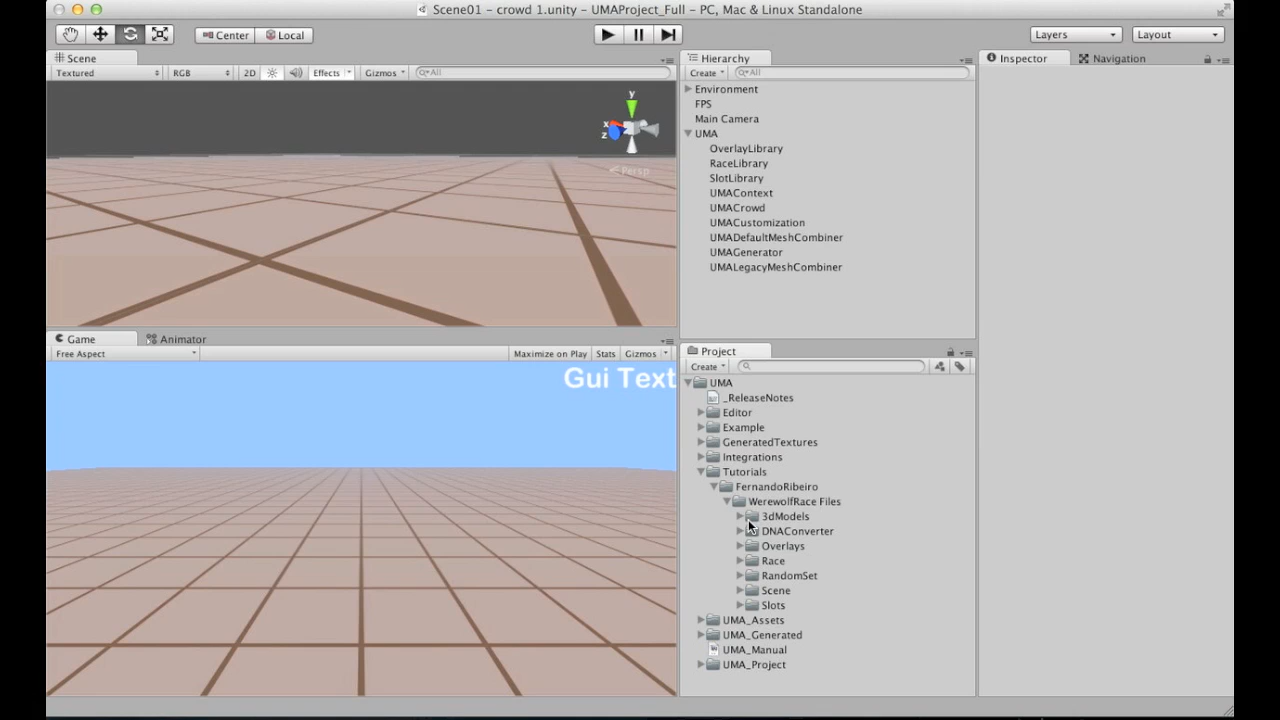 Scene01 - crowd 1.unity - UMAProject_Full - PC, Mac & Linux Standalone
Center Local Layers Layout
Scene
Textured RGB 2D Effects Gizmos All
y
x
z
Persp
Game Animator
Free Aspect Maximize on Play Stats Gizmos
Gui Text
Hierarchy
Create All
Environment
FPS
Main Camera
UMA
OverlayLibrary
RaceLibrary
SlotLibrary
UMAContext
UMACrowd
UMACustomization
UMADefaultMeshCombiner
UMAGenerator
UMALegacyMeshCombiner
Project
Create
UMA
_ReleaseNotes
Editor
Example
GeneratedTextures
Integrations
Tutorials
FernandoRibeiro
WerewolfRace Files
3dModels
DNAConverter
Overlays
Race
RandomSet
Scene
Slots
UMA_Assets
UMA_Generated
UMA_Manual
UMA_Project
Inspector Navigation